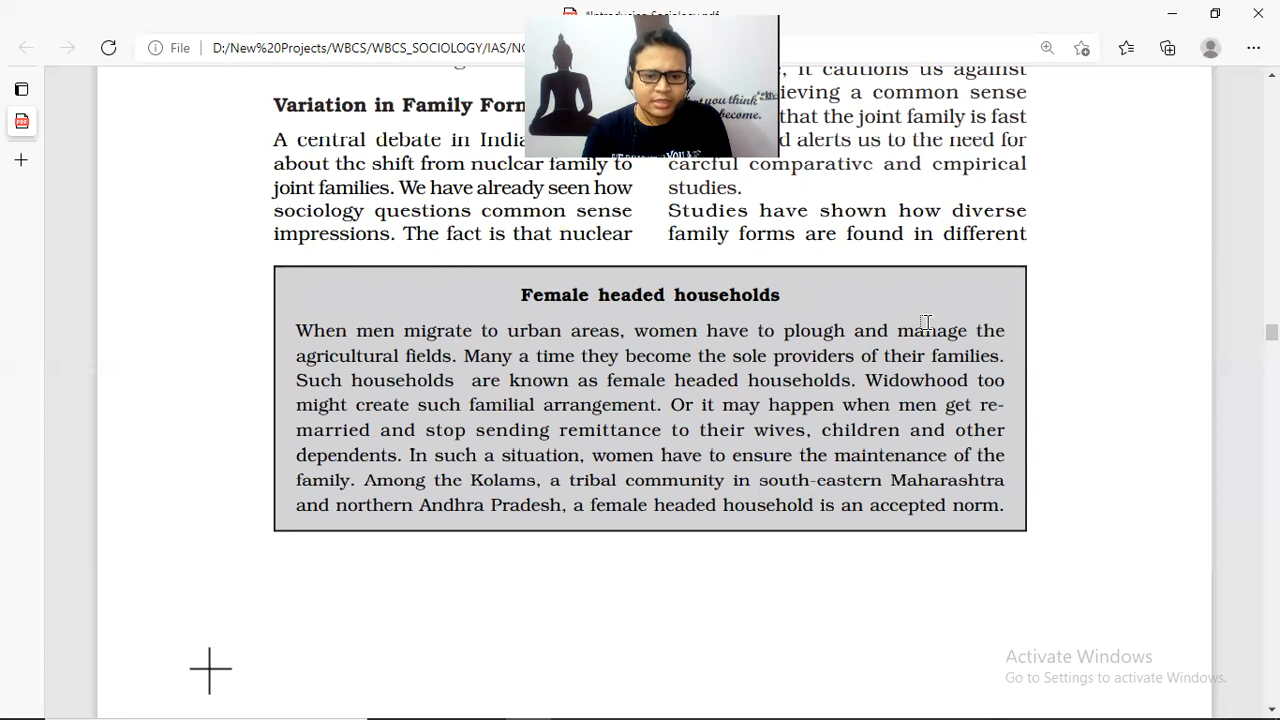 *Introducing Sociology.pdf
File D:/New%20Projects/WBCS/WBCS_SOCIOLOGY/IAS/NC
you think
become.
Variation in Family Form
A central debate in India
about the shift from nuclear family to
joint families. We have already seen how
sociology questions common sense
impressions. The fact is that nuclear
, it cautions us against
ieving a common sense
that the joint family is fast
d alerts us to the need for
careful comparative and empirical
studies.
Studies have shown how diverse
family forms are found in different
Female headed households
When men migrate to urban areas, women have to plough and manage the
agricultural fields. Many a time they become the sole providers of their families.
Such households are known as female headed households. Widowhood too
might create such familial arrangement. Or it may happen when men get re-
married and stop sending remittance to their wives, children and other
dependents. In such a situation, women have to ensure the maintenance of the
family. Among the Kolams, a tribal community in south-eastern Maharashtra
and northern Andhra Pradesh, a female headed household is an accepted norm.
Activate Windows
Go to Settings to activate Windows.